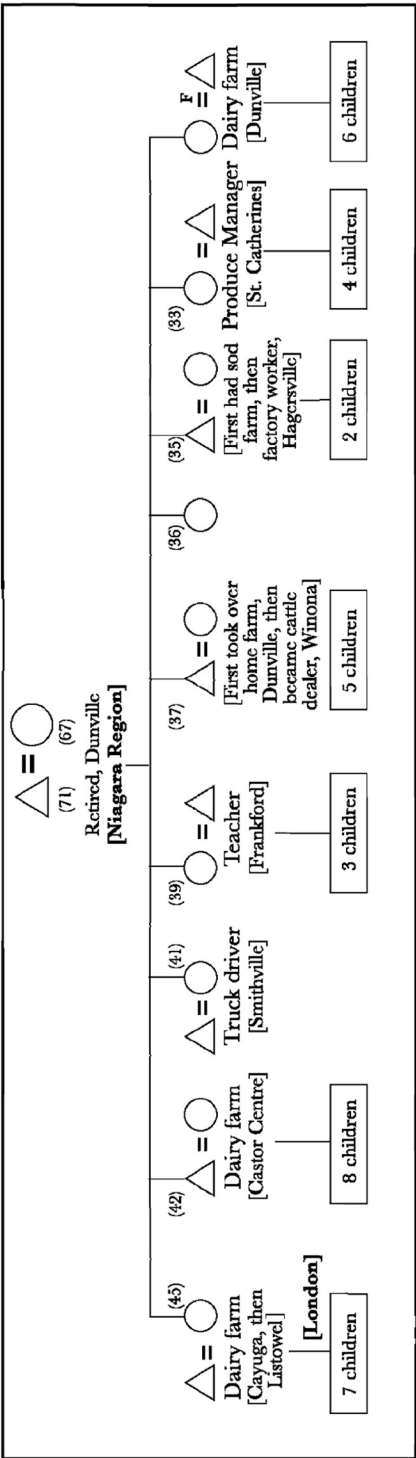 (71)
(67)
Retired, Dunville
[Niagara Region]
(45)
Dairy farm
[Cayuga, then
Listowel]
[London]
7 children
(42)
Dairy farm
[Castor Centre]
8 children
(41)
Truck driver
[Smithville]
(39)
Teacher
[Frankford]
3 children
(37)
[First took over
home farm,
Dunville, then
became cattle
dealer, Winona]
5 children
(36)
(35)
[First had sod
farm, then
factory worker,
Hagersville]
2 children
(33)
Produce Manager
[St. Catherines]
4 children
F
Dairy farm
[Dunville]
6 children